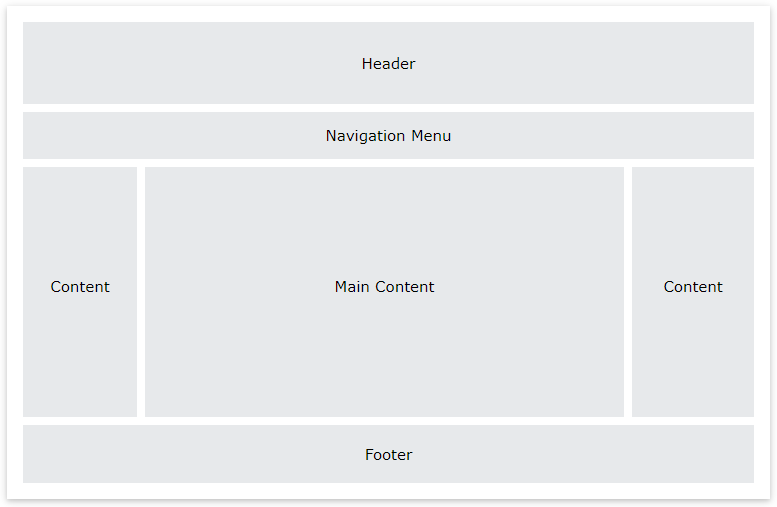 Header
Navigation Menu
Content
Main Content
Content
Footer